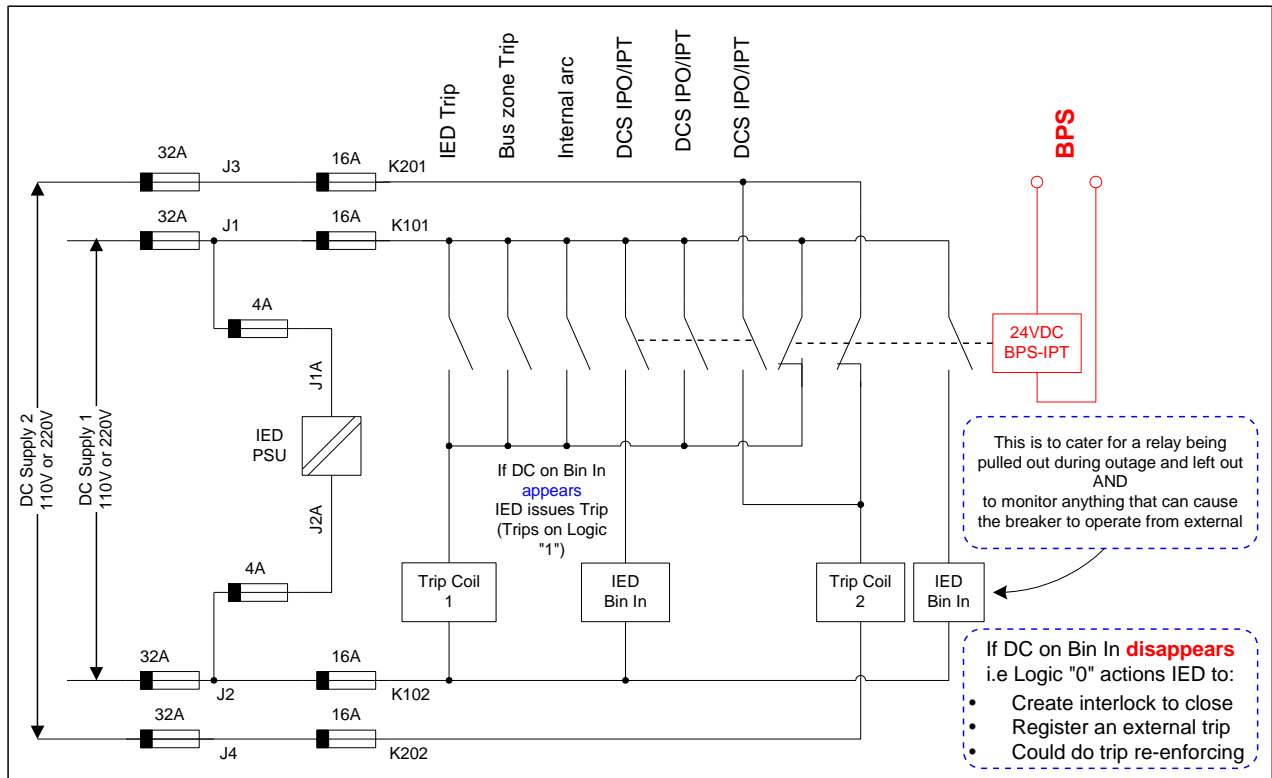 IED Trip
Bus zone Trip
Internal arc
DCS IPO/IPT
DCS IPO/IPT
DCS IPO/IPT
BPS
32A
J3
16A
K201
32A
J1
16A
K101
4A
J1A
24VDC
BPS-IPT
DC Supply 2
110V or 220V
DC Supply 1
110V or 220V
IED
PSU
J2A
If DC on Bin In
appears
IED issues Trip
(Trips on Logic
"1")
This is to cater for a relay being
pulled out during outage and left out
AND
to monitor anything that can cause
the breaker to operate from external
4A
Trip Coil
1
IED
Bin In
Trip Coil
2
IED
Bin In
32A
J2
16A
K102
32A
J4
16A
K202
If DC on Bin In disappears
i.e Logic "0" actions IED to:
• Create interlock to close
• Register an external trip
• Could do trip re-enforcing